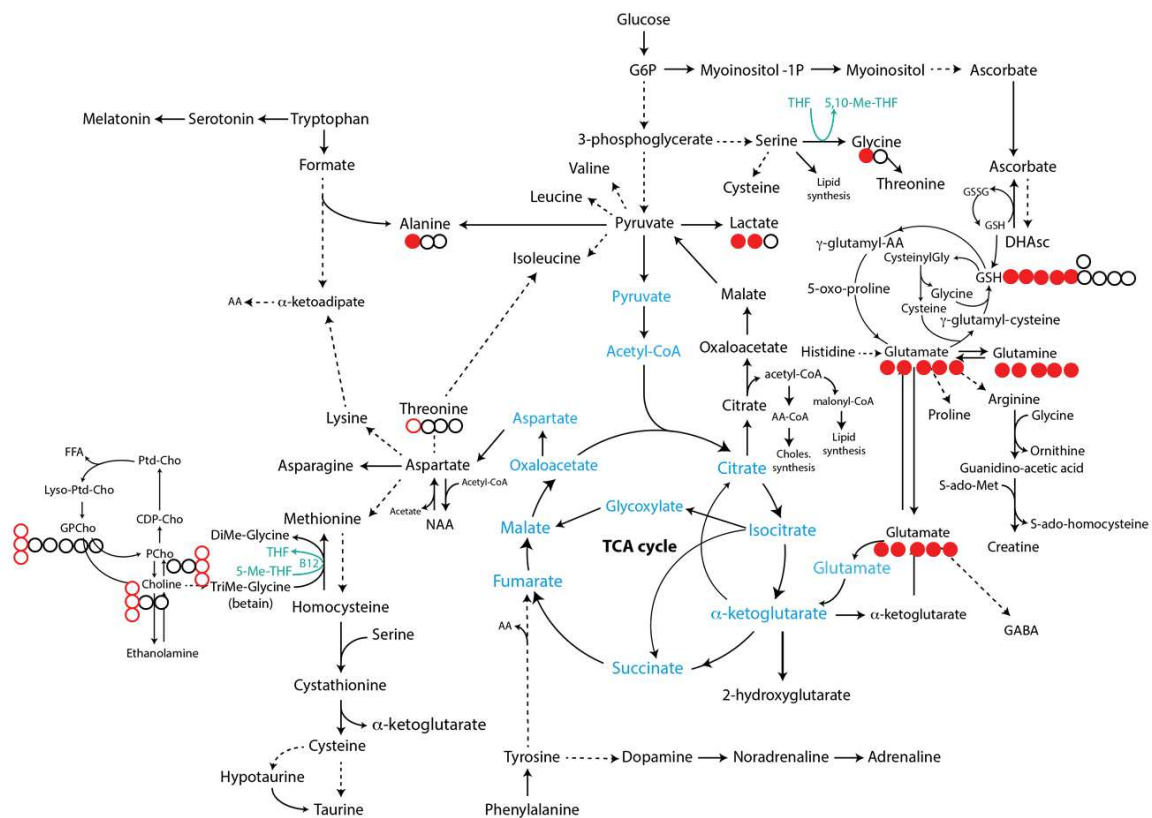 Glucose
G6P
Myoinositol -1P
Myoinositol
Ascorbate
THF
5,10-Me-THF
Melatonin
Serotonin
Tryptophan
3-phosphoglycerate
Serine
Glycine
Formate
Valine
Ascorbate
Cysteine
Lipid
synthesis
Threonine
Leucine
GSSG
Alanine
Pyruvate
Lactate
GSH
DHAsc
γ-glutamyl-AA
Isoleucine
CysteinylGly
GSH
5-oxo-proline
Glycine
Cysteine
AA
α-ketoadipate
Pyruvate
Malate
γ-glutamyl-cysteine
Acetyl-CoA
Oxaloacetate
Histidine
Glutamate
Glutamine
acetyl-CoA
malonyl-CoA
Arginine
Lysine
Threonine
Aspartate
Citrate
AA-CoA
Proline
Glycine
Lipid
synthesis
Choles.
synthesis
Ornithine
FFA
Ptd-Cho
Asparagine
Aspartate
Oxaloacetate
Citrate
Guanidino-acetic acid
Lyso-Ptd-Cho
Acetyl-CoA
S-ado-Met
Acetate
NAA
Glycoxylate
GPCho
CDP-Cho
Methionine
Malate
Isocitrate
S-ado-homocysteine
DiMe-Glycine
Glutamate
Creatine
PCho
THF
B12
TCA cycle
5-Me-THF
Glutamate
Choline
TriMe-Glycine
(betain)
Fumarate
Homocysteine
α-ketoglutarate
α-ketoglutarate
AA
GABA
Serine
Ethanolamine
Succinate
Cystathionine
2-hydroxyglutarate
α-ketoglutarate
Cysteine
Tyrosine
Dopamine
Noradrenaline
Adrenaline
Hypotaurine
Taurine
Phenylalanine